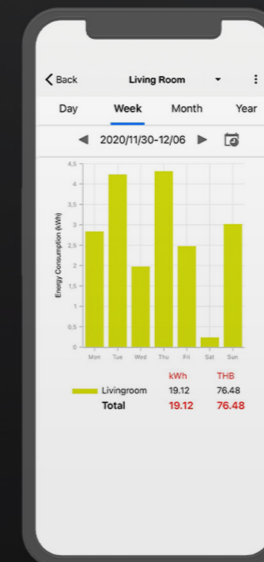 Back Living Room
Day Week Month Year
2020/11/30-12/06
Energy Consumption (kWh)
4,5
4
3,5
3
2,5
2
1,5
1
0,5
0
Mon Tue Wed Thu Fri Sat Sun
kWh THB
Livingroom 19.12 76.48
Total 19.12 76.48